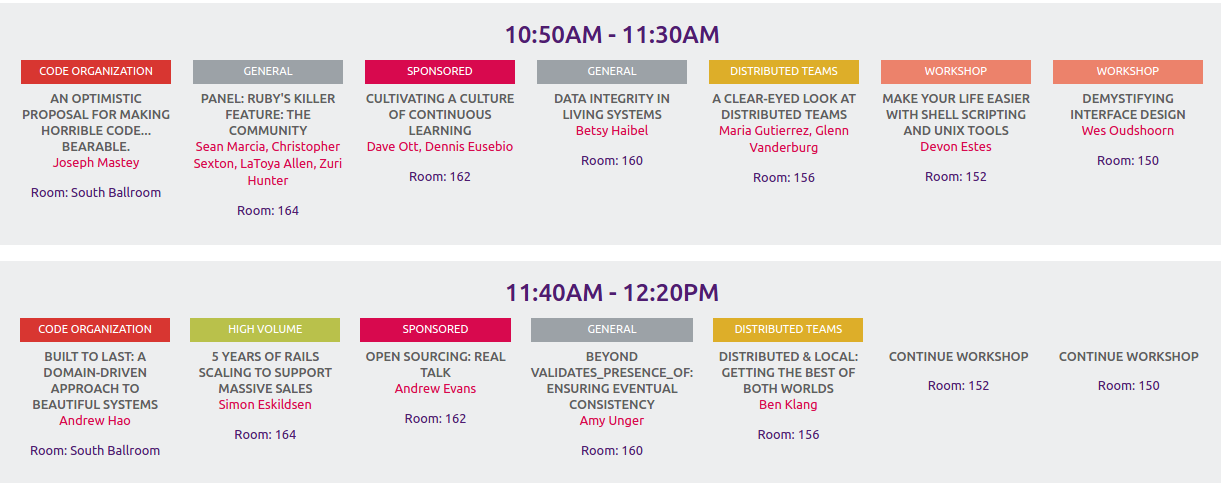 10:50AM - 11:30AM
CODE ORGANIZATION
AN OPTIMISTIC
PROPOSAL FOR MAKING
HORRIBLE CODE...
BEARABLE.
Joseph Mastey
Room: South Ballroom
GENERAL
PANEL: RUBY'S KILLER
FEATURE: THE
COMMUNITY
Sean Marcia, Christopher
Sexton, LaToya Allen, Zuri
Hunter
Room: 164
SPONSORED
CULTIVATING A CULTURE
OF CONTINUOUS
LEARNING
Dave Ott, Dennis Eusebio
Room: 162
GENERAL
DATA INTEGRITY IN
LIVING SYSTEMS
Betsy Haibel
Room: 160
DISTRIBUTED TEAMS
A CLEAR-EYED LOOK AT
DISTRIBUTED TEAMS
Maria Gutierrez, Glenn
Vanderburg
Room: 156
WORKSHOP
MAKE YOUR LIFE EASIER
WITH SHELL SCRIPTING
AND UNIX TOOLS
Devon Estes
Room: 152
WORKSHOP
DEMYSTIFYING
INTERFACE DESIGN
Wes Oudshoorn
Room: 150
11:40AM - 12:20PM
CODE ORGANIZATION
BUILT TO LAST: A
DOMAIN-DRIVEN
APPROACH TO
BEAUTIFUL SYSTEMS
Andrew Hao
Room: South Ballroom
HIGH VOLUME
5 YEARS OF RAILS
SCALING TO SUPPORT
MASSIVE SALES
Simon Eskildsen
Room: 164
SPONSORED
OPEN SOURCING: REAL
TALK
Andrew Evans
Room: 162
GENERAL
BEYOND
VALIDATES_PRESENCE_OF:
ENSURING EVENTUAL
CONSISTENCY
Amy Unger
Room: 160
DISTRIBUTED TEAMS
DISTRIBUTED & LOCAL:
GETTING THE BEST OF
BOTH WORLDS
Ben Klang
Room: 156
CONTINUE WORKSHOP
Room: 152
CONTINUE WORKSHOP
Room: 150